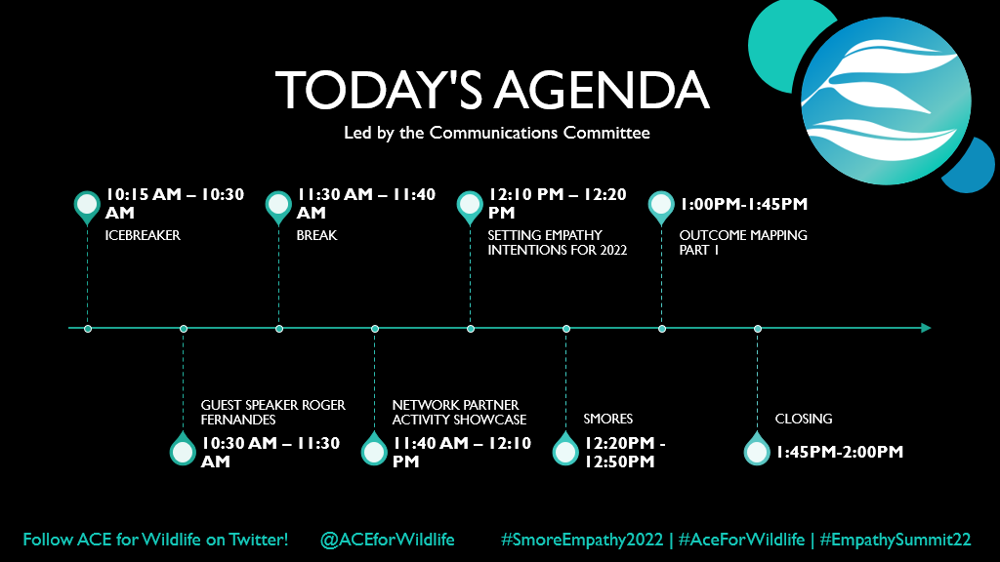 TODAY'S AGENDA
Led by the Communications Committee
10:15 AM – 10:30
AM
ICEBREAKER
11:30 AM – 11:40
AM
BREAK
12:10 PM – 12:20
PM
SETTING EMPATHY
INTENTIONS FOR 2022
1:00PM-1:45PM
OUTCOME MAPPING
PART 1
GUEST SPEAKER ROGER
FERNANDES
10:30 AM – 11:30
AM
NETWORK PARTNER
ACTIVITY SHOWCASE
11:40 AM – 12:10
PM
SMORES
12:20PM -
12:50PM
CLOSING
1:45PM-2:00PM
Follow ACE for Wildlife on Twitter! @ACEforWildlife #SmoreEmpathy2022 | #AceForWildlife | #EmpathySummit22